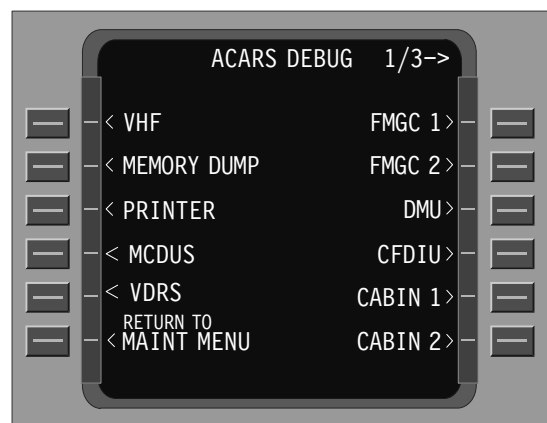 ACARS DEBUG 1/3->
< VHF FMGC 1>
< MEMORY DUMP FMGC 2>
< PRINTER DMU>
< MCDUS CFDIU>
< VDRS CABIN 1>
RETURN TO
< MAINT MENU CABIN 2>